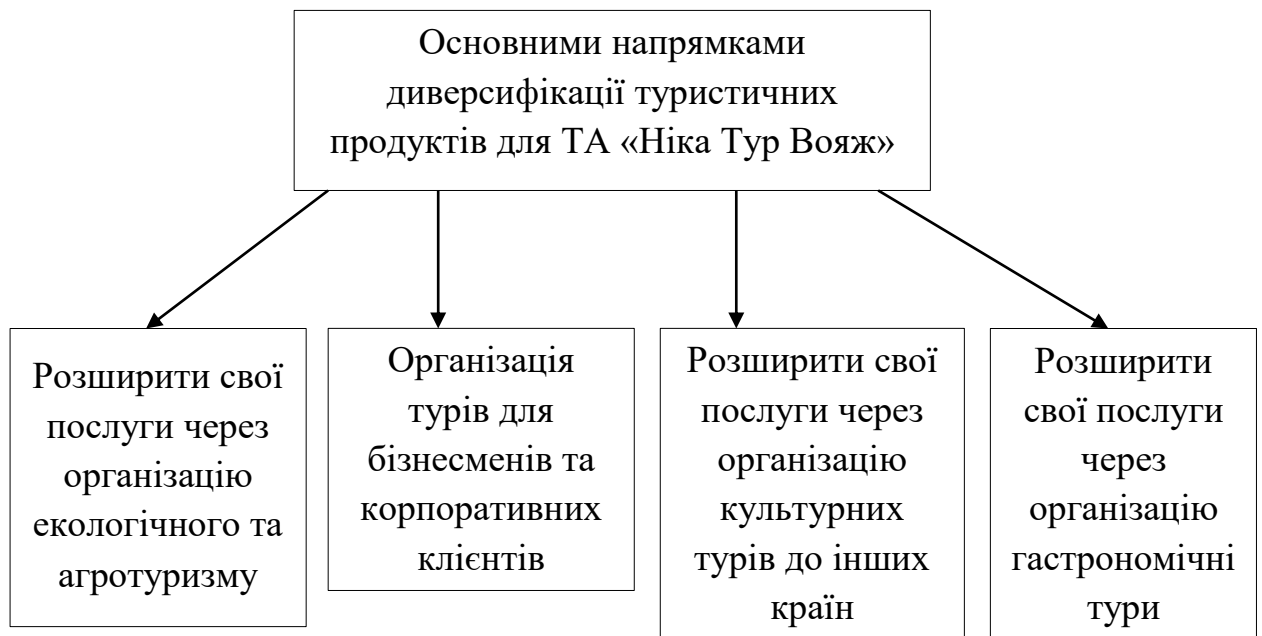 Основними напрямками
диверсифікації туристичних
продуктів для ТА «Ніка Тур Вояж»
Розширити свої
послуги через
організацію
екологічного та
агротуризму
Організація
турів для
бізнесменів та
корпоративних
клієнтів
Розширити свої
послуги через
організацію
культурних
турів до інших
країн
Розширити
свої послуги
через
організацію
гастрономічні
тури